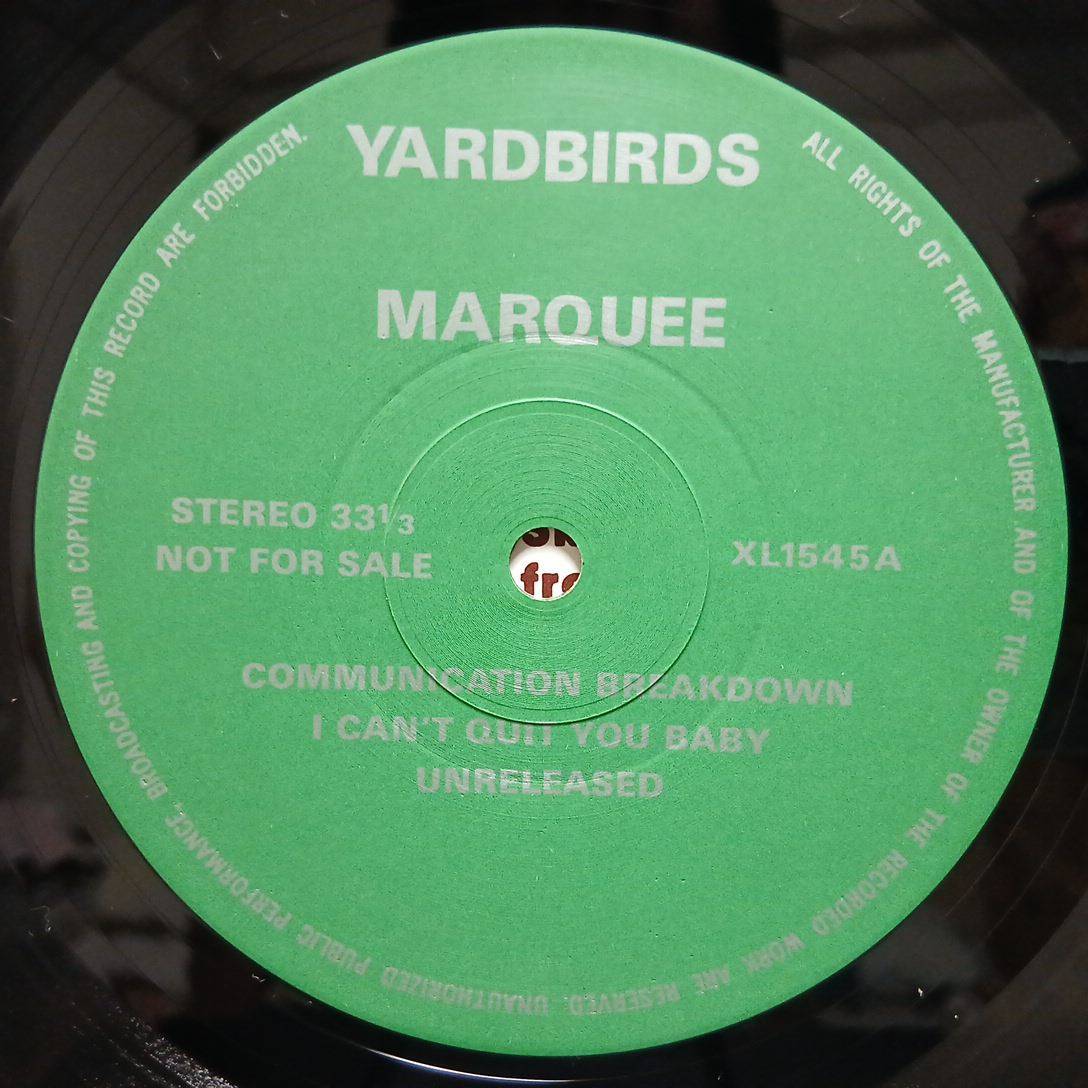 YARDBIRDS
MARQUEE
STEREO 33⅓
NOT FOR SALE
XL1545A
COMMUNICATION BREAKDOWN
I CAN'T QUIT YOU BABY
UNRELEASED
ALL RIGHTS OF THE MANUFACTURER AND OF THE OWNER OF THE RECORDED WORK ARE RESERVED. UNAUTHORIZED PUBLIC PERFORMANCE, BROADCASTING AND COPYING OF THIS RECORD ARE FORBIDDEN.